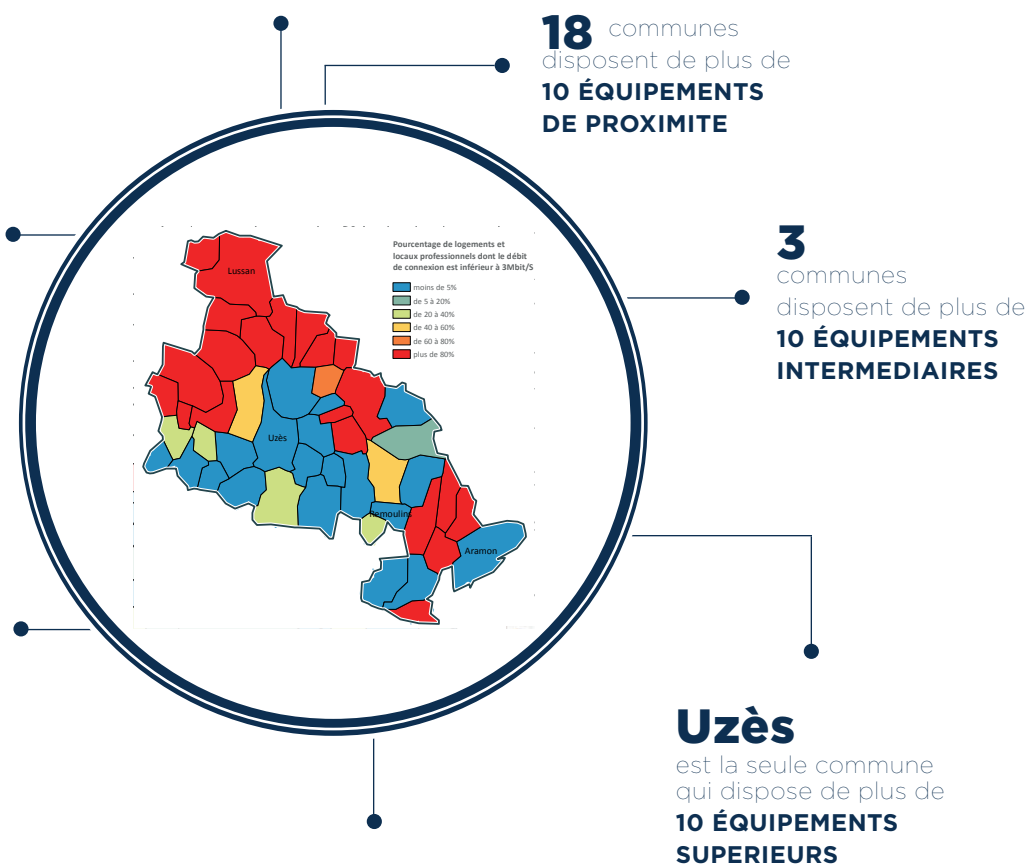 18 communes
disposent de plus de
10 ÉQUIPEMENTS
DE PROXIMITE
3
communes
disposent de plus de
10 ÉQUIPEMENTS
INTERMEDIAIRES
Pourcentage de logements et
locaux professionnels dont le débit
de connexion est inférieur à 3Mbit/S
moins de 5%
de 5 à 20%
de 20 à 40%
de 40 à 60%
de 60 à 80%
plus de 80%
Lussan
Uzès
Remoulins
Aramon
Uzès
est la seule commune
qui dispose de plus de
10 ÉQUIPEMENTS
SUPERIEURS